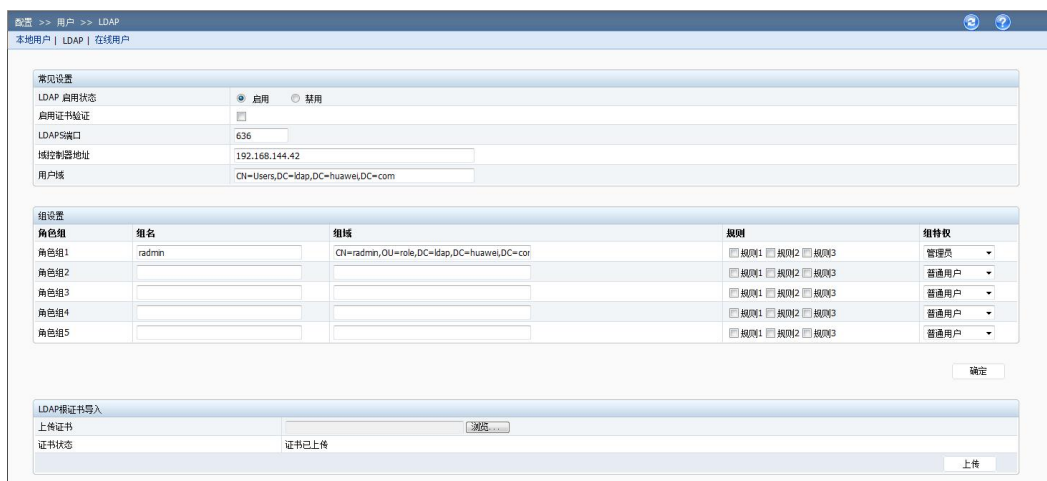 配置 >> 用户 >> LDAP
本地用户 | LDAP | 在线用户
常见设置
LDAP 启用状态 启用 禁用
启用证书验证
LDAPS端口 636
域控制器地址 192.168.144.42
用户域 CN=Users,DC=ldap,DC=huawei,DC=com
组设置
角色组 组名 组域 规则 组特权
角色组1 radmin CN=radmin,OU=role,DC=ldap,DC=huawei,DC=cor 规则1 规则2 规则3 管理员
角色组2 规则1 规则2 规则3 普通用户
角色组3 规则1 规则2 规则3 普通用户
角色组4 规则1 规则2 规则3 普通用户
角色组5 规则1 规则2 规则3 普通用户
确定
LDAP根证书导入
上传证书 浏览...
证书状态 证书已上传
上传